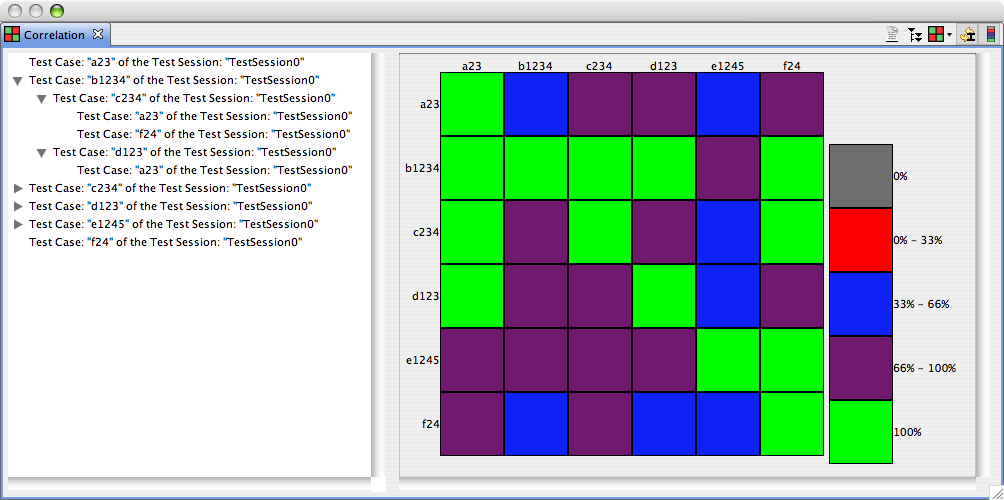 Correlation
Test Case: "a23" of the Test Session: "TestSession0"
Test Case: "b1234" of the Test Session: "TestSession0"
Test Case: "c234" of the Test Session: "TestSession0"
Test Case: "a23" of the Test Session: "TestSession0"
Test Case: "f24" of the Test Session: "TestSession0"
Test Case: "d123" of the Test Session: "TestSession0"
Test Case: "a23" of the Test Session: "TestSession0"
Test Case: "c234" of the Test Session: "TestSession0"
Test Case: "d123" of the Test Session: "TestSession0"
Test Case: "e1245" of the Test Session: "TestSession0"
Test Case: "f24" of the Test Session: "TestSession0"
a23 b1234 c234 d123 e1245 f24
a23
b1234
c234
d123
e1245
f24
0%
0% - 33%
33% - 66%
66% - 100%
100%